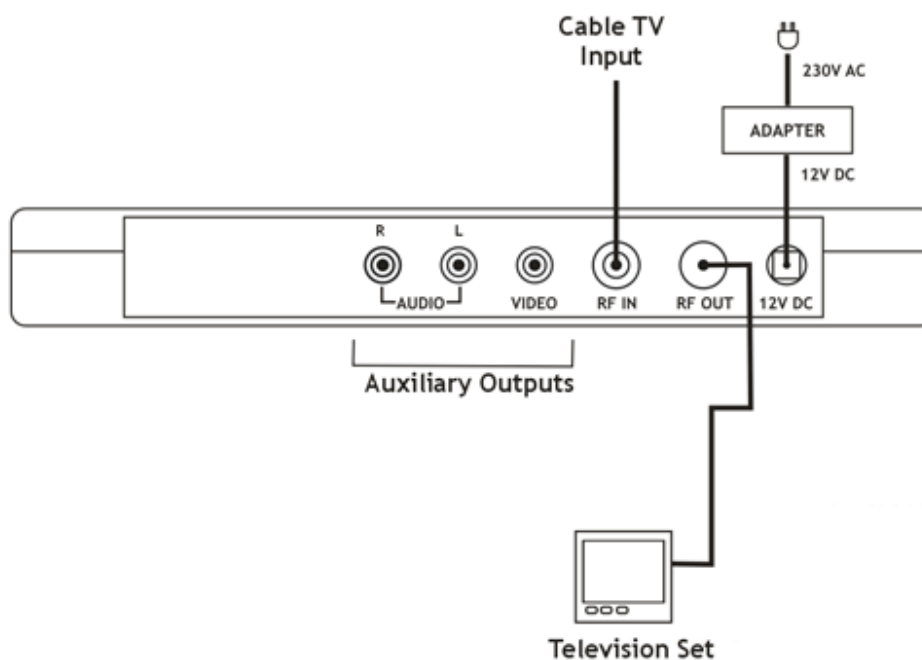 Cable TV
Input
230V AC
ADAPTER
12V DC
R L
AUDIO VIDEO RF IN RF OUT 12V DC
Auxiliary Outputs
Television Set